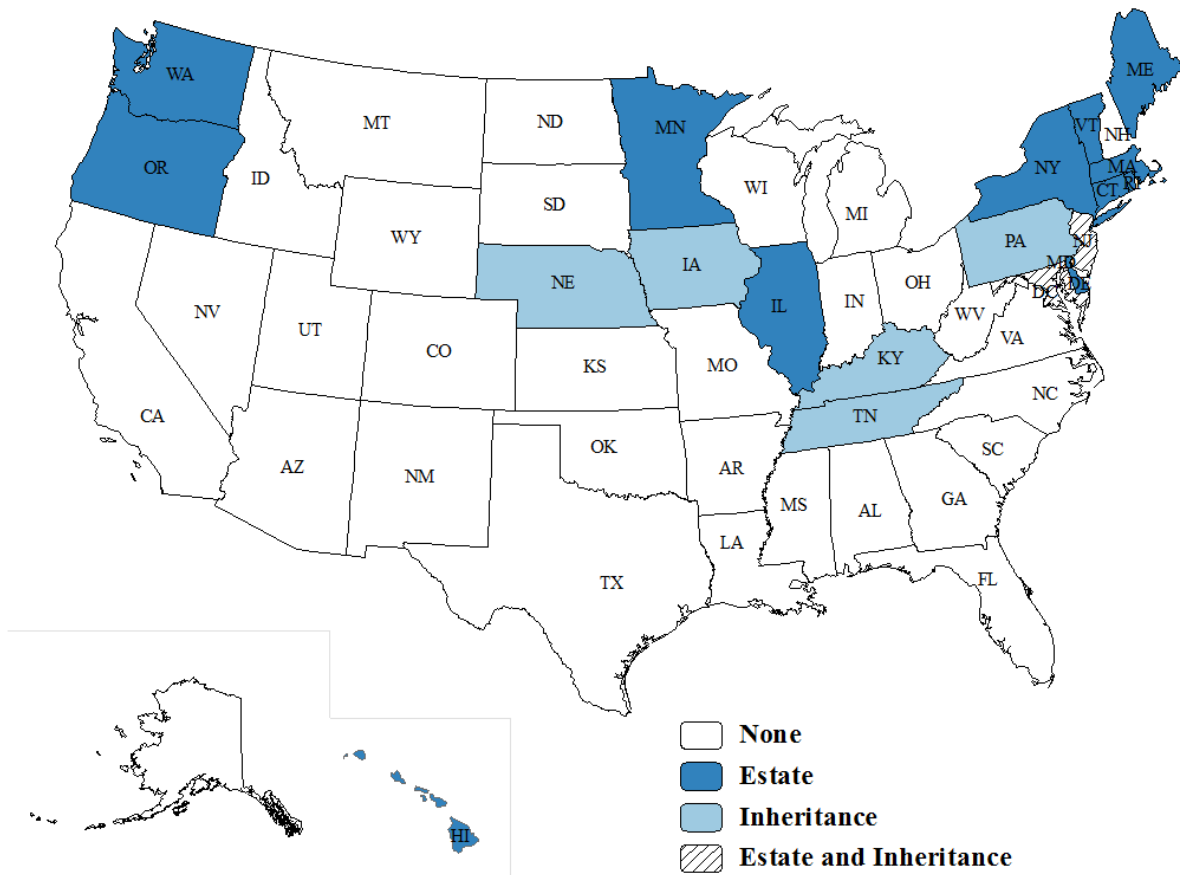 ME
WA
VT
NH
MT
ND
MN
OR
NY
MA
ID
WI
CT
RI
SD
MI
WY
PA
NJ
IA
MD
NE
OH
DE
DC
NV
IL
IN
WV
UT
CO
KY
VA
KS
MO
NC
CA
TN
OK
SC
AZ
AR
NM
GA
MS
AL
LA
TX
FL
None
Estate
Inheritance
HI
Estate and Inheritance